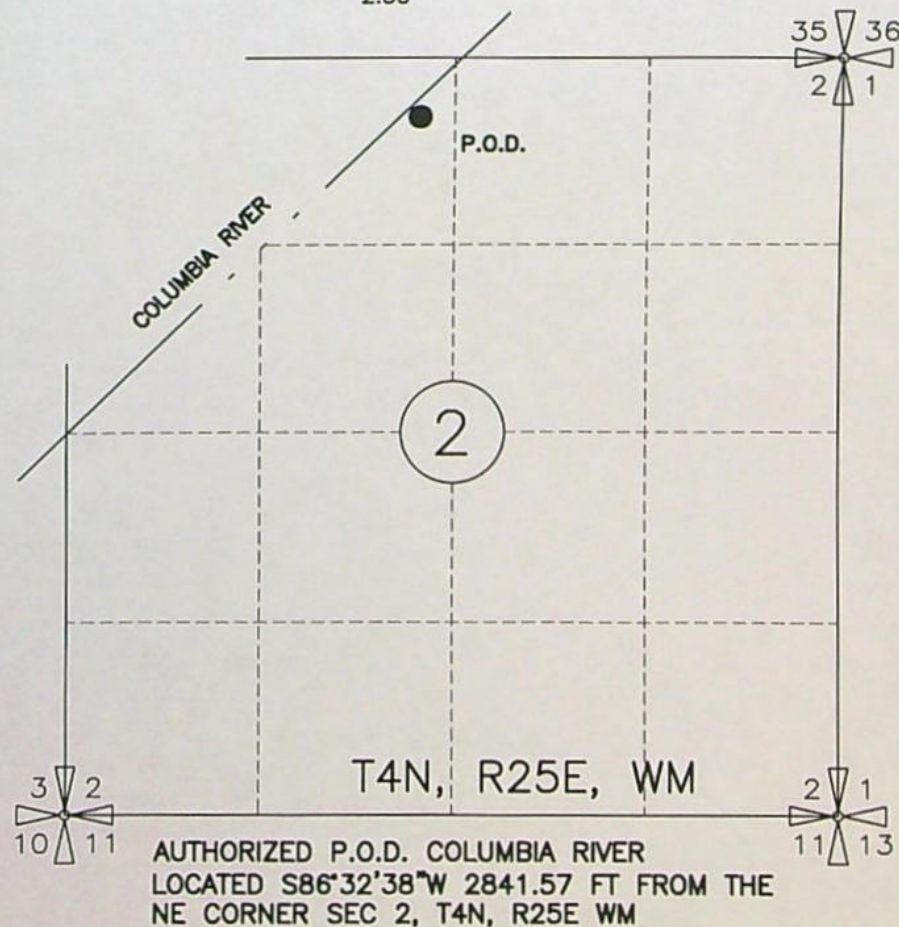 35 36
2 1
P.O.D.
COLUMBIA RIVER
2
T4N, R25E, WM
3 2
10 11
2 1
11 13
AUTHORIZED P.O.D. COLUMBIA RIVER
LOCATED S86°32'38"W 2841.57 FT FROM THE
NE CORNER SEC 2, T4N, R25E WM